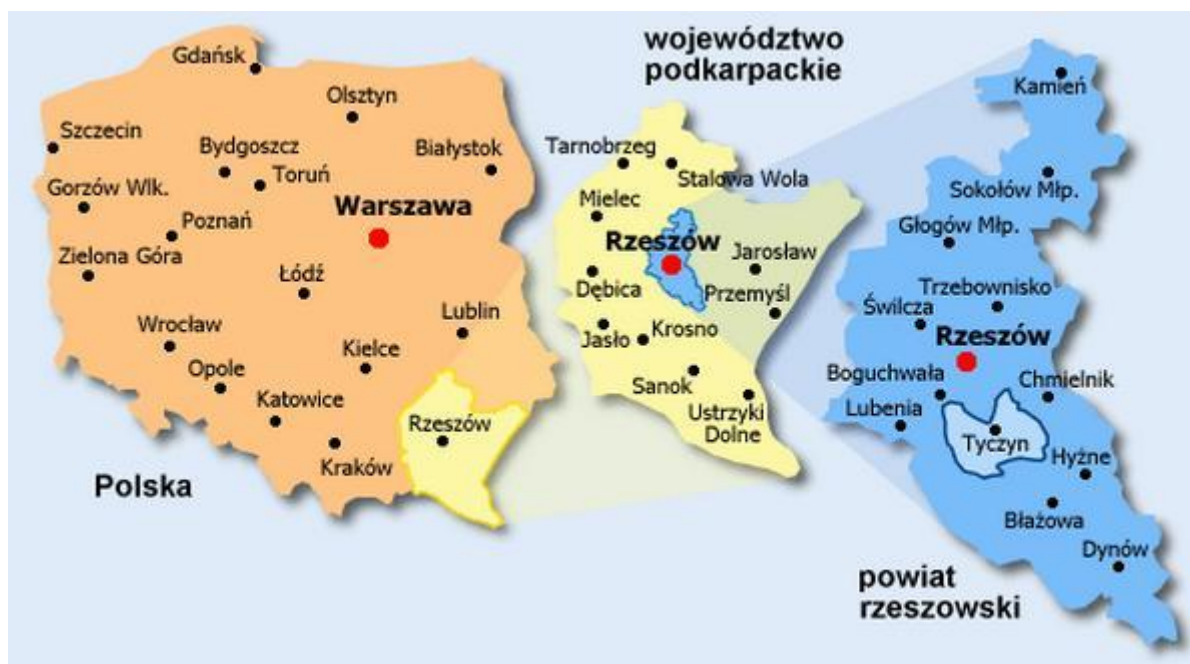 Gdańsk
Olsztyn
Szczecin
Bydgoszcz
Białystok
Toruń
Gorzów Wlk.
Poznań
Warszawa
Zielona Góra
Łódź
Wrocław
Lublin
Kielce
Opole
Katowice
Rzeszów
Kraków
Polska
województwo
podkarpackie
Tarnobrzeg
Stalowa Wola
Mielec
Rzeszów
Jarosław
Dębica
Przemyśl
Jasło
Krosno
Sanok
Ustrzyki
Dolne
Kamień
Sokołów Młp.
Głogów Młp.
Trzebownisko
Świlcza
Rzeszów
Boguchwała
Chmielnik
Lubenia
Tyczyn
Hyżne
Błażowa
Dynów
powiat
rzeszowski